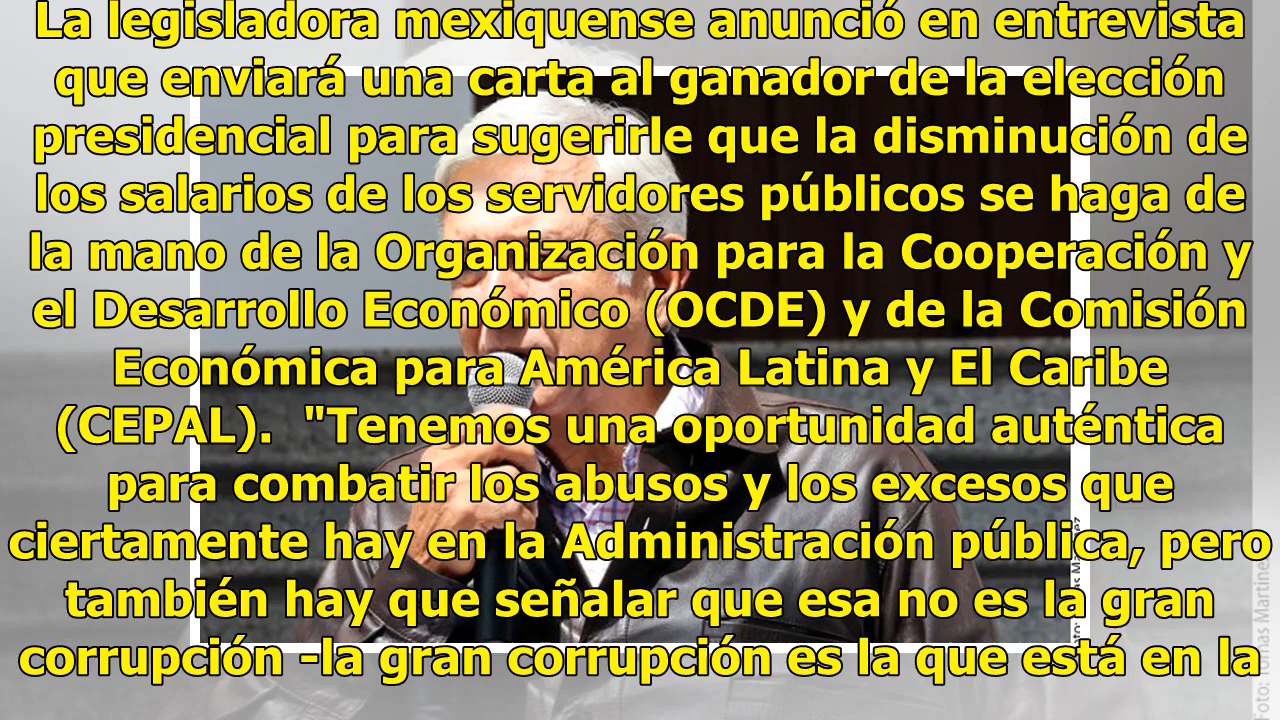 La legisladora mexiquense anunció en entrevista
que enviará una carta al ganador de la elección
presidencial para sugerirle que la disminución de
los salarios de los servidores públicos se haga de
la mano de la Organización para la Cooperación y
el Desarrollo Económico (OCDE) y de la Comisión
Económica para América Latina y El Caribe
(CEPAL).  "Tenemos una oportunidad auténtica
para combatir los abusos y los excesos que
ciertamente hay en la Administración pública, pero
también hay que señalar que esa no es la gran
corrupción -la gran corrupción es la que está en la
Foto: Tomas Martinez